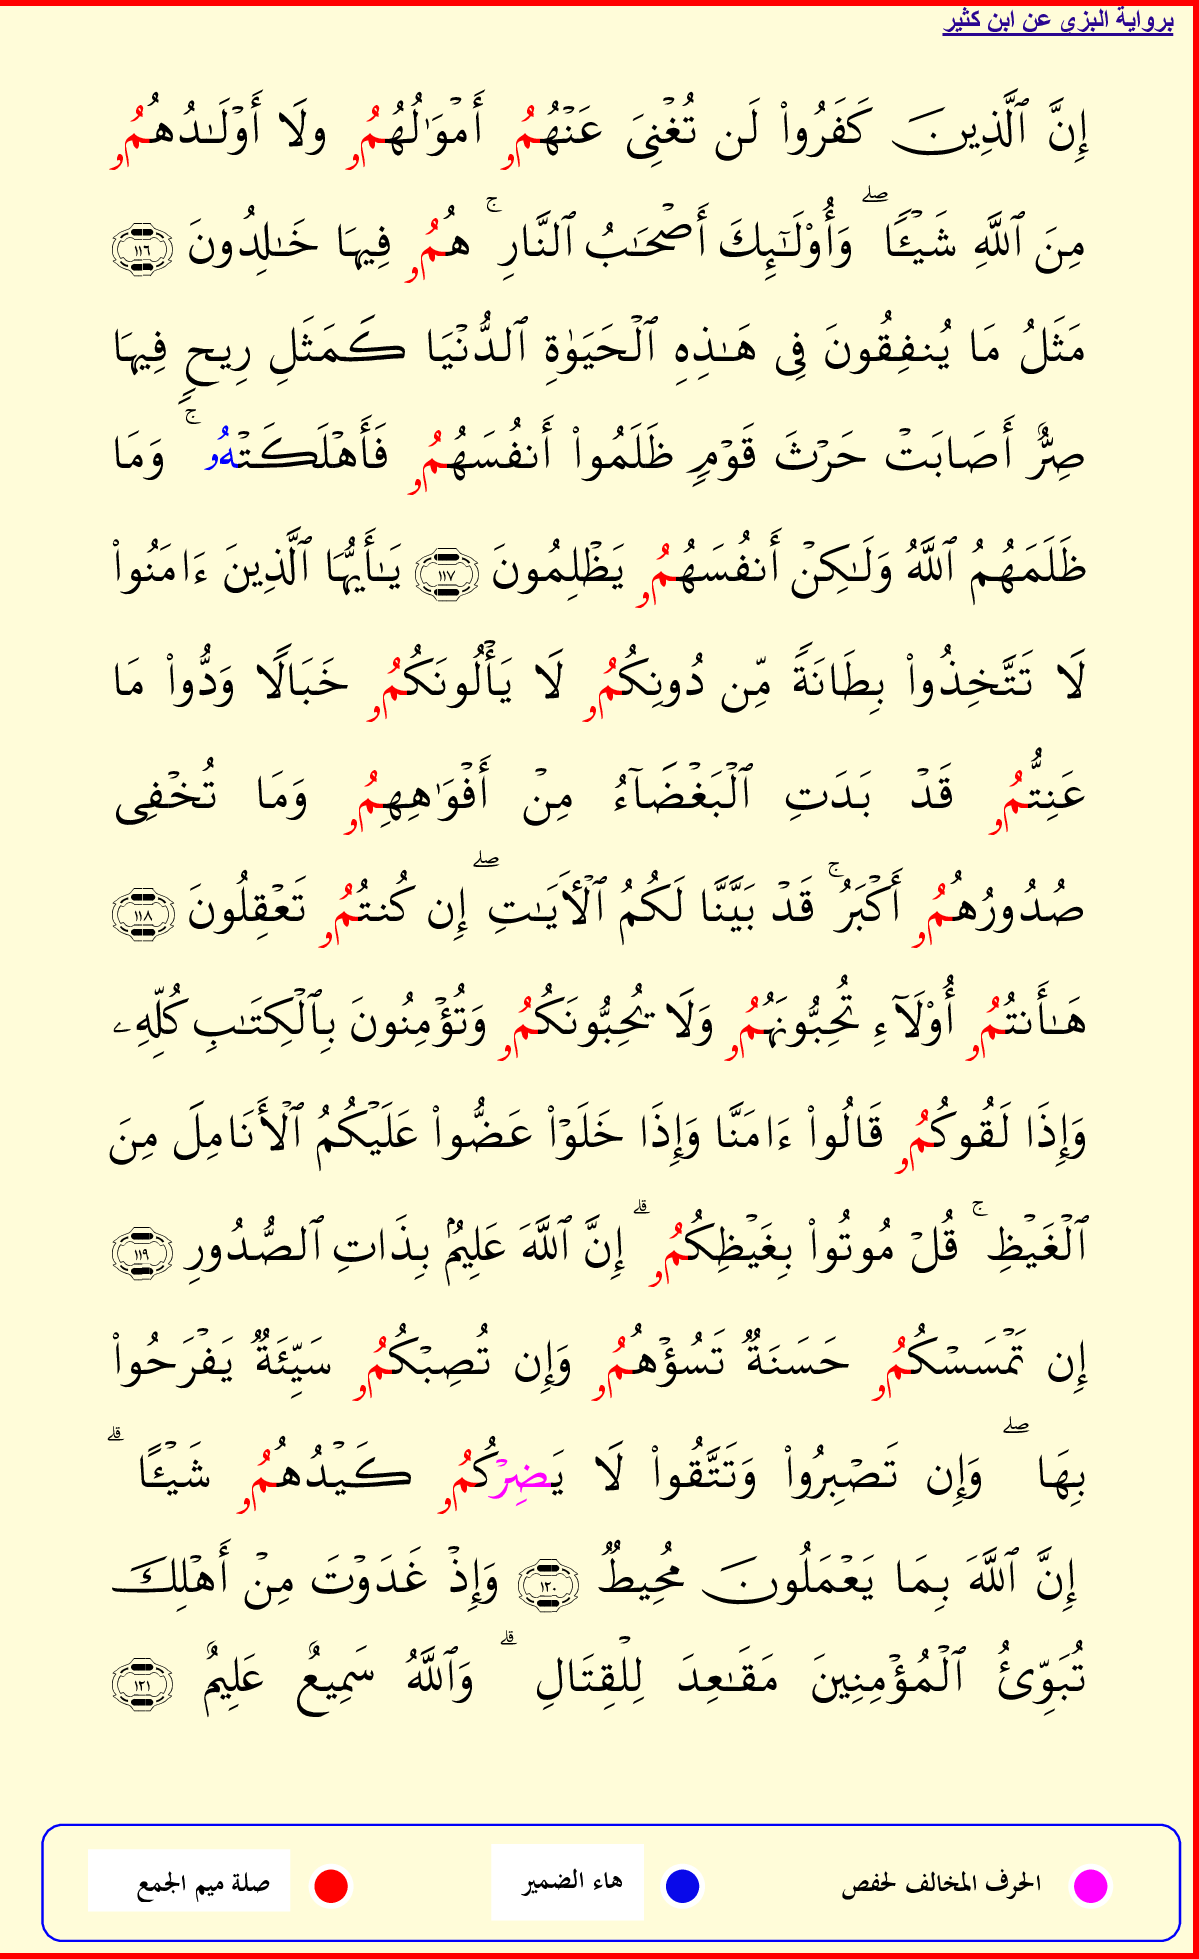 برواية البزى عن ابن كثير
إِنَّ ٱلَّذِينَ كَفَرُوا۟ لَن تُغْنِىَ عَنْهُمُۥ أَمْوَٰلُهُمُۥ ولَا أَوْلَـٰدُهُمُۥ
مِنَ ٱللَّهِ شَيْـًٔا ۖ وَأُوْلَـٰٓئِكَ أَصْحَـٰبُ ٱلنَّارِ ۚ هُمُۥ فِيهَا خَـٰلِدُونَ ١١٦
مَثَلُ مَا يُنفِقُونَ فِى هَـٰذِهِ ٱلْحَيَوٰةِ ٱلدُّنْيَا كَمَثَلِ رِيحٍ فِيهَا
صِرٌّ أَصَابَتْ حَرْثَ قَوْمٍ ظَلَمُوا۟ أَنفُسَهُمُۥ فَأَهْلَكَتْهُۥ ۚ وَمَا
ظَلَمَهُمُ ٱللَّهُ وَلَـٰكِنْ أَنفُسَهُمُۥ يَظْلِمُونَ ١١٧ يَـٰأَيُّهَا ٱلَّذِينَ ءَامَنُوا۟
لَا تَتَّخِذُوا۟ بِطَانَةً مِّن دُونِكُمُۥ لَا يَأْلُونَكُمُۥ خَبَالًا وَدُّوا۟ مَا
عَنِتُّمُۥ قَدْ بَدَتِ ٱلْبَغْضَآءُ مِنْ أَفْوَٰهِهِمُۥ وَمَا تُخْفِى
صُدُورُهُمُۥ أَكْبَرُ ۚ قَدْ بَيَّنَّا لَكُمُ ٱلْأَيَـٰتِ ۖ إِن كُنتُمُۥ تَعْقِلُونَ ١١٨
هَـٰأَنتُمُۥ أُوْلَآءِ تُحِبُّونَهُمُۥ وَلَا يُحِبُّونَكُمُۥ وَتُؤْمِنُونَ بِٱلْكِتَـٰبِ كُلِّهِۦ
وَإِذَا لَقُوكُمُۥ قَالُوا۟ ءَامَنَّا وَإِذَا خَلَوْا۟ عَضُّوا۟ عَلَيْكُمُ ٱلْأَنَامِلَ مِنَ
ٱلْغَيْظِ ۚ قُلْ مُوتُوا۟ بِغَيْظِكُمُۥ ۗ إِنَّ ٱللَّهَ عَلِيمٌۢ بِذَاتِ ٱلصُّدُورِ ١١٩
إِن تَمْسَسْكُمُۥ حَسَنَةٌ تَسُؤْهُمُۥ وَإِن تُصِبْكُمُۥ سَيِّئَةٌ يَفْرَحُوا۟
بِهَا ۖ وَإِن تَصْبِرُوا۟ وَتَتَّقُوا۟ لَا يَضِرْكُمُۥ كَيْدُهُمُۥ شَيْـًٔا ۗ
إِنَّ ٱللَّهَ بِمَا يَعْمَلُونَ مُحِيطٌ ١٢٠ وَإِذْ غَدَوْتَ مِنْ أَهْلِكَ
تُبَوِّئُ ٱلْمُؤْمِنِينَ مَقَـٰعِدَ لِلْقِتَالِ ۗ وَٱللَّهُ سَمِيعٌ عَلِيمٌ ١٢١
الحرف المخالف لحفص هاء الضمير صلة ميم الجمع